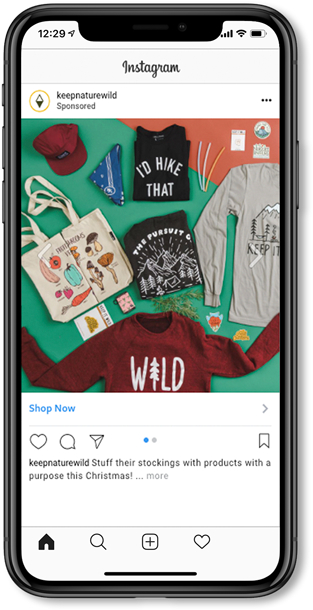 12:29
Instagram
keepnaturewild
Sponsored
I'D HIKE
THAT
THE PURSUIT O
KEEP
WILD
Shop Now
keepnaturewild Stuff their stockings with products with a
purpose this Christmas! ... more